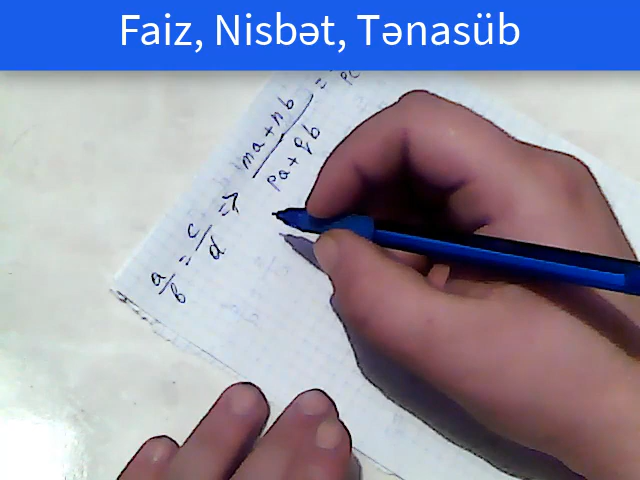 Faiz, Nisbət, Tənasüb
a/b = c/d => ma+nb/pa+qb =